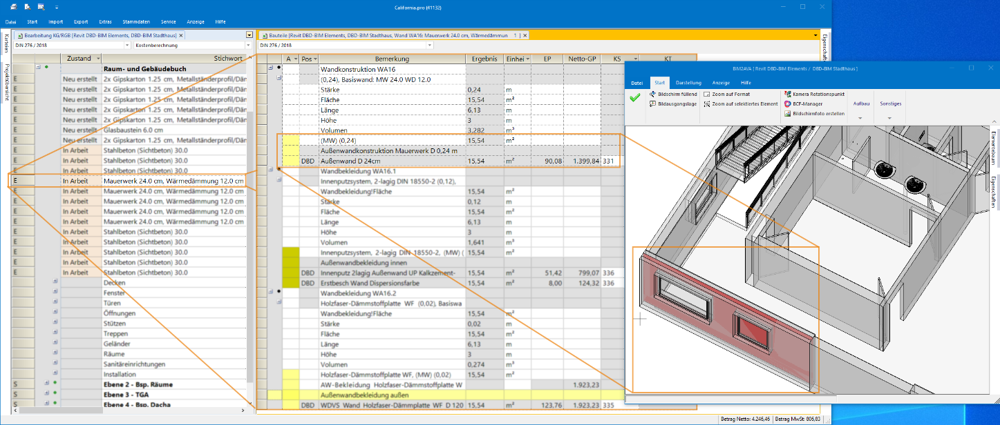 California.pro (41132)
Datei Start Import Export Extras Stammdaten Service Anzeige Hilfe
Karteien
Projektübersicht
Bearbeitung KG/RGB [Revit DBD-BIM Elements, DBD-BIM Stadthaus]
DIN 276 / 2018 Kostenberechnung
Zustand Stichwort
Raum- und Gebäudebuch
E Neu erstellt 2x Gipskarton 1.25 cm, Metallständerprofil/Dän
E Neu erstellt 2x Gipskarton 1.25 cm, Metallständerprofil/Dän
E Neu erstellt 2x Gipskarton 1.25 cm, Metallständerprofil/Dän
E Neu erstellt 2x Gipskarton 1.25 cm, Metallständerprofil/Dän
E Neu erstellt 2x Gipskarton 1.25 cm, Metallständerprofil/Dän
E Neu erstellt Glasbaustein 6.0 cm
E Neu erstellt 2x Gipskarton 1.25 cm, Metallständerprofil/Dän
E In Arbeit Stahlbeton (Sichtbeton) 30.0
E In Arbeit Stahlbeton (Sichtbeton) 30.0
E In Arbeit Stahlbeton (Sichtbeton) 30.0
E In Arbeit Mauerwerk 24.0 cm, Wärmedämmung 12.0 cm
E In Arbeit Mauerwerk 24.0 cm, Wärmedämmung 12.0 cm
E In Arbeit Mauerwerk 24.0 cm, Wärmedämmung 12.0 cm
E In Arbeit Mauerwerk 24.0 cm, Wärmedämmung 12.0 cm
E In Arbeit Mauerwerk 24.0 cm, Wärmedämmung 12.0 cm
E In Arbeit Stahlbeton (Sichtbeton) 30.0
E In Arbeit Stahlbeton (Sichtbeton) 30.0
E In Arbeit Stahlbeton (Sichtbeton) 30.0
E In Arbeit Stahlbeton (Sichtbeton) 30.0
E In Arbeit Stahlbeton (Sichtbeton) 30.0
Decken
Fenster
Türen
Öffnungen
Stützen
Treppen
Geländer
Räume
Sanitäreinrichtungen
Installation
S Ebene 2 - Bsp. Räume
S Ebene 3 - TGA
S Ebene 4 - Bsp. Dacha
Bauteile [Revit DBD-BIM Elements, DBD-BIM Stadthaus, Wand WA16: Mauerwerk 24.0 cm, Wärmedämmun 1
DIN 276 / 2018
A Pos Bemerkung Ergebnis Einhei EP Netto-GP KS KT
Wandkonstruktion WA16
(0,24), Basiswand: MW 24.0 WD 12.0
Stärke 0,24 m
Fläche 15,54 m²
Länge 6,13 m
Höhe 3 m
Volumen 3,282 m³
(MW) (0,24) 15,54 m²
Außenwandkonstruktion Mauerwerk D 0,24 m
DBD Außenwand D 24cm 15,54 m² 90,08 1.399,84 331
Wandbekleidung WA16.1
Innenputzsystem, 2-lagig DIN 18550-2 (0,12),
Wandbekleidung!Fläche 15,54 m²
Stärke 0,12 m
Fläche 15,54 m²
Länge 6,13 m
Höhe 3 m
Volumen 1,641 m³
Innenputzsystem, 2-lagig DIN 18550-2, (MW) ( 15,54 m²
Außenwandbekleidung innen
DBD Innenputz 2lagig Außenwand UP Kalkzement- 15,54 m² 51,42 799,07 336
DBD Erstbesch Wand Dispersionsfarbe 15,54 m² 8,00 124,32 336
Wandbekleidung WA16.2
Holzfaser-Dämmstoffplatte WF (0,02), Basiswa
Wandbekleidung!Fläche 15,54 m²
Stärke 0,02 m
Fläche 15,54 m²
Länge 6,13 m
Höhe 3 m
Volumen 0,274 m³
Holzfaser-Dämmstoffplatte WF, (MW) (0,02) 15,54 m²
AW-Bekleidung Holzfaser-Dämmstoffplatte W 1.923,23
Außenwandbekleidung außen
DBD WDVS Wand Holzfaser-Dämmplatte WF D 120 15,54 m² 123,76 1.923,23 335
Eigenschaften
BIM2AVA [ Revit DBD-BIM Elements / DBD-BIM Stadthaus ]
Datei Start Darstellung Anzeige Hilfe
Bildschirm füllend
Bildausgangslage
Zoom auf Format
Zoom auf selektiertes Element
Kamera Rotationspunkt
BCF-Manager
Bildschirmfoto erstellen
Aufbau
Sonstiges
Elementebaum
Eigenschaften
Betrag Netto: 4.246,46 Betrag MwSt: 806,83